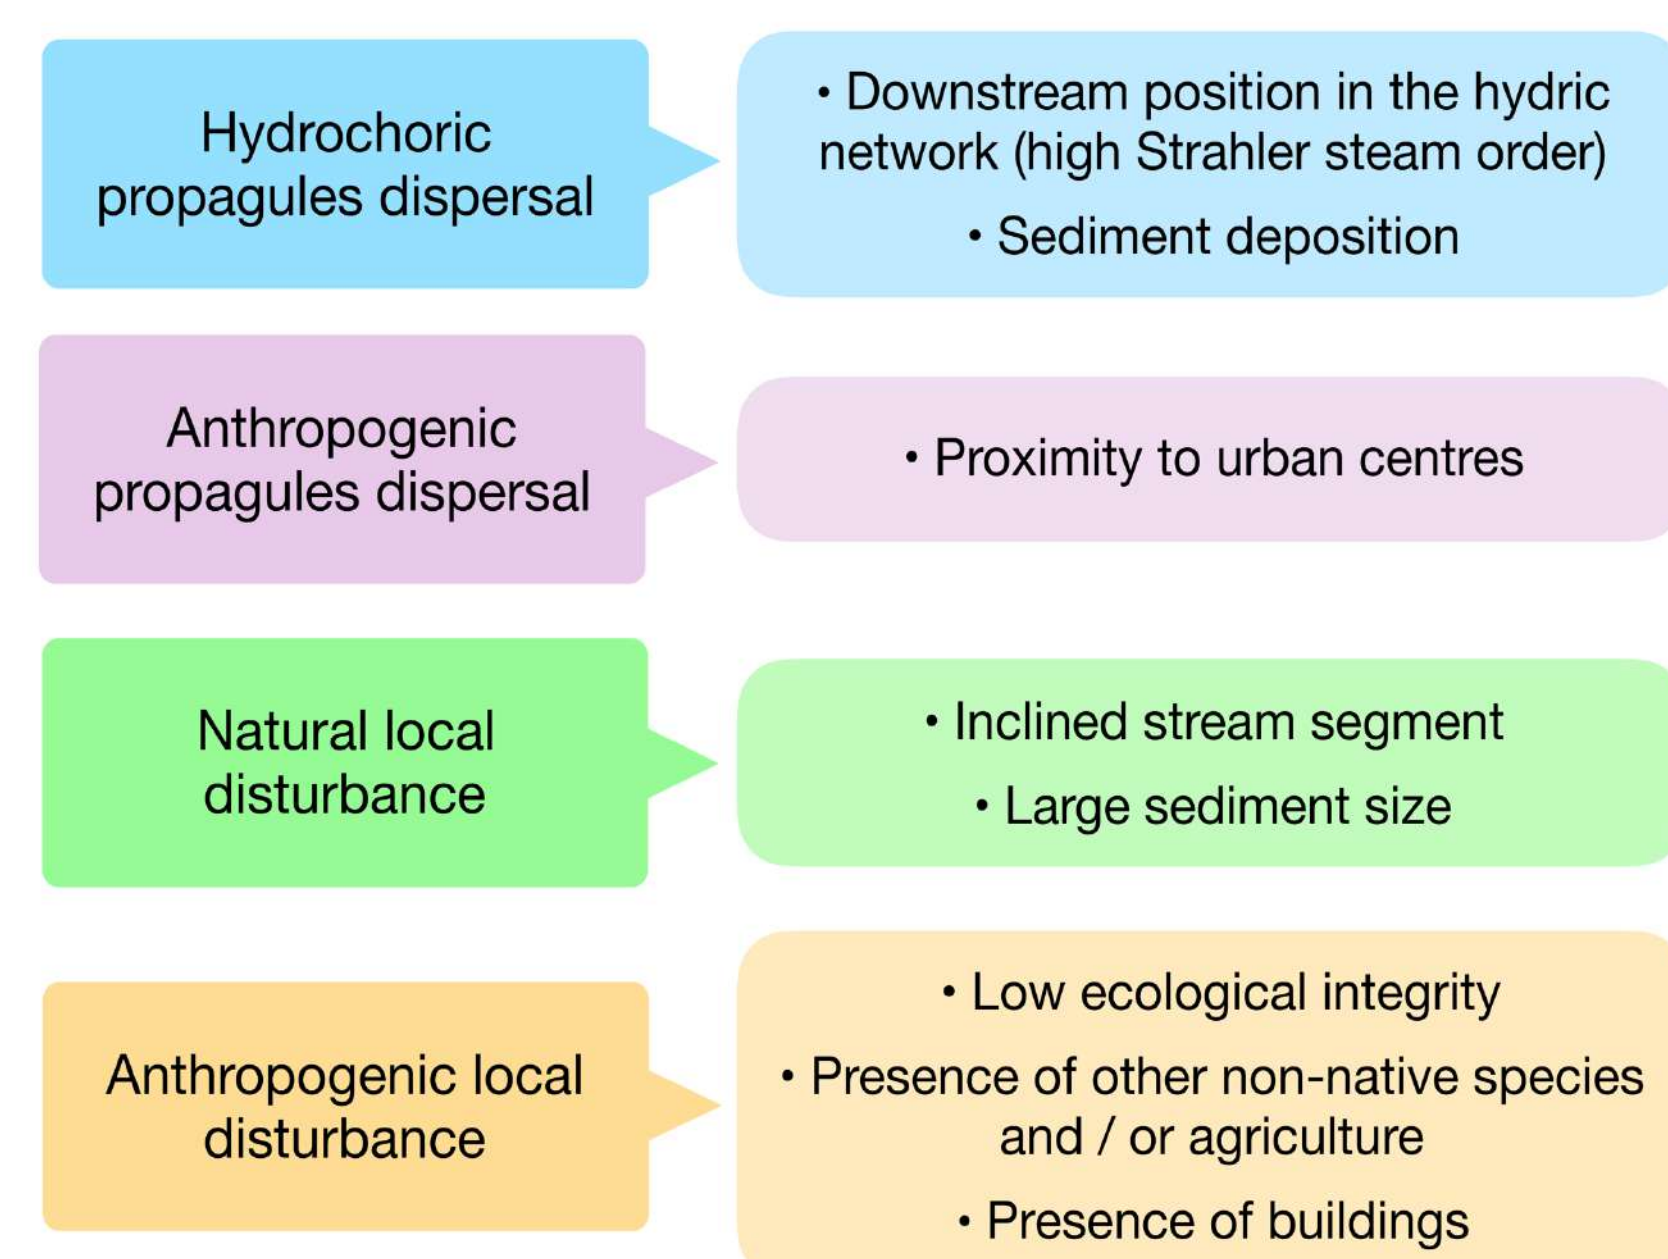 Hydrochoric
propagules dispersal
• Downstream position in the hydric
network (high Strahler steam order)
• Sediment deposition
Anthropogenic
propagules dispersal
• Proximity to urban centres
Natural local
disturbance
• Inclined stream segment
• Large sediment size
Anthropogenic local
disturbance
• Low ecological integrity
• Presence of other non-native species
and / or agriculture
• Presence of buildings